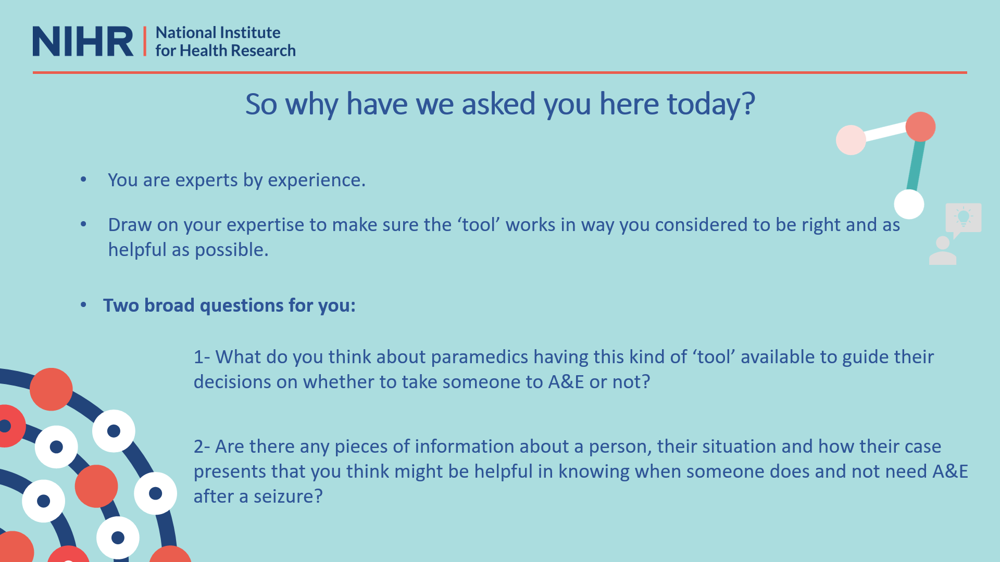 NIHR | National Institute
for Health Research
So why have we asked you here today?
• You are experts by experience.
• Draw on your expertise to make sure the ‘tool’ works in way you considered to be right and as
helpful as possible.
• Two broad questions for you:
1- What do you think about paramedics having this kind of ‘tool’ available to guide their
decisions on whether to take someone to A&E or not?
2- Are there any pieces of information about a person, their situation and how their case
presents that you think might be helpful in knowing when someone does and not need A&E
after a seizure?